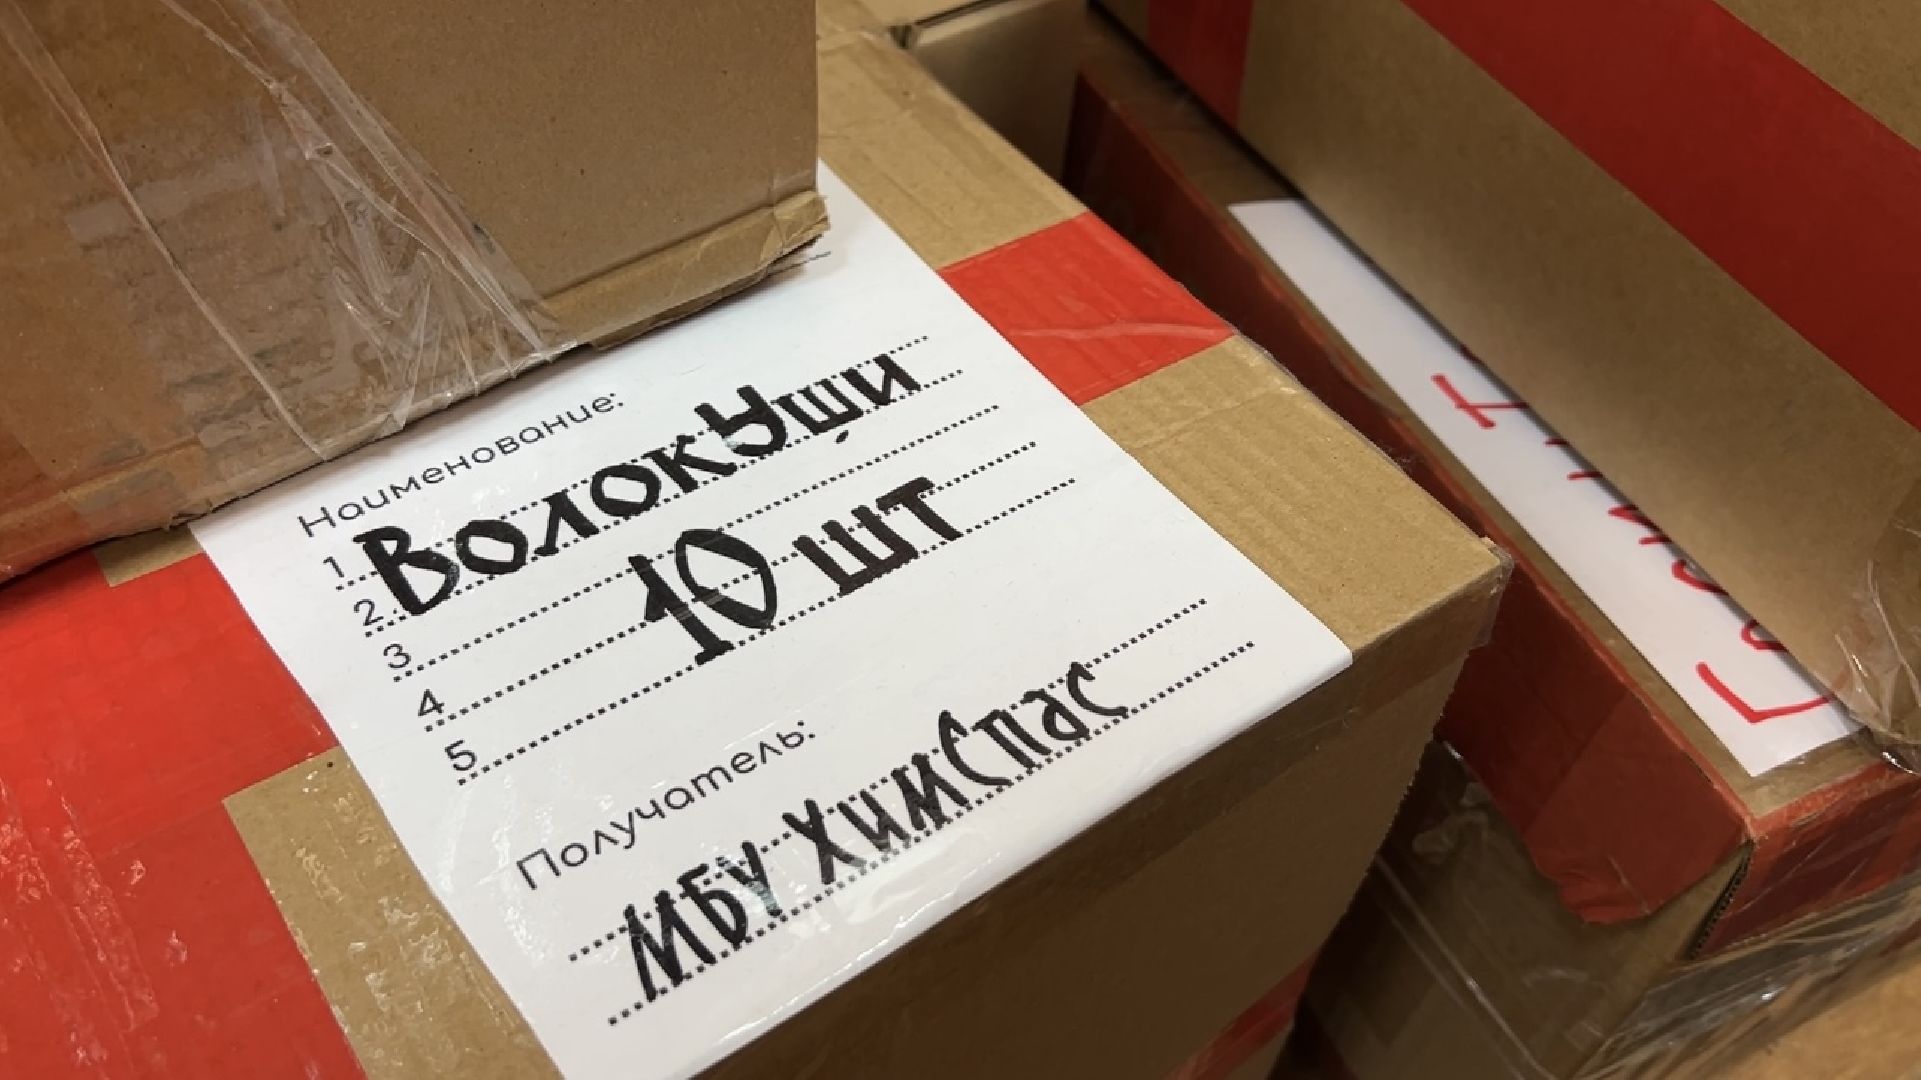 Наименование:
1 Волокуши
2
3 10 шт
4
5
Получатель:
МБУ ХимСпас